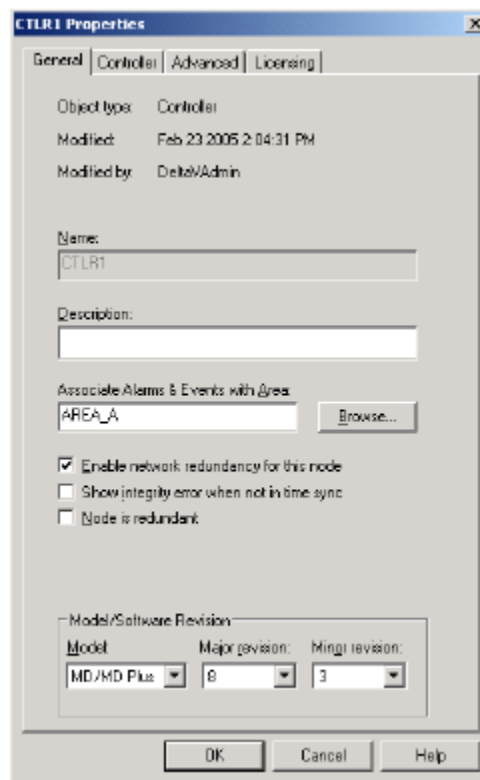 CTLR1 Properties
General Controller Advanced Licensing
Object type: Controller
Modified: Feb 23 2005 2:04:31 PM
Modified by: DeltaVAdmin
Name:
CTLR1
Description:
Associate Alarms & Events with Area:
AREA_A Browse...
Enable network redundancy for this node
Show integrity error when not in time sync
Node is redundant
Model/Software Revision
Model: Major revision: Minor revision:
MD/MD Plus 8 3
OK Cancel Help